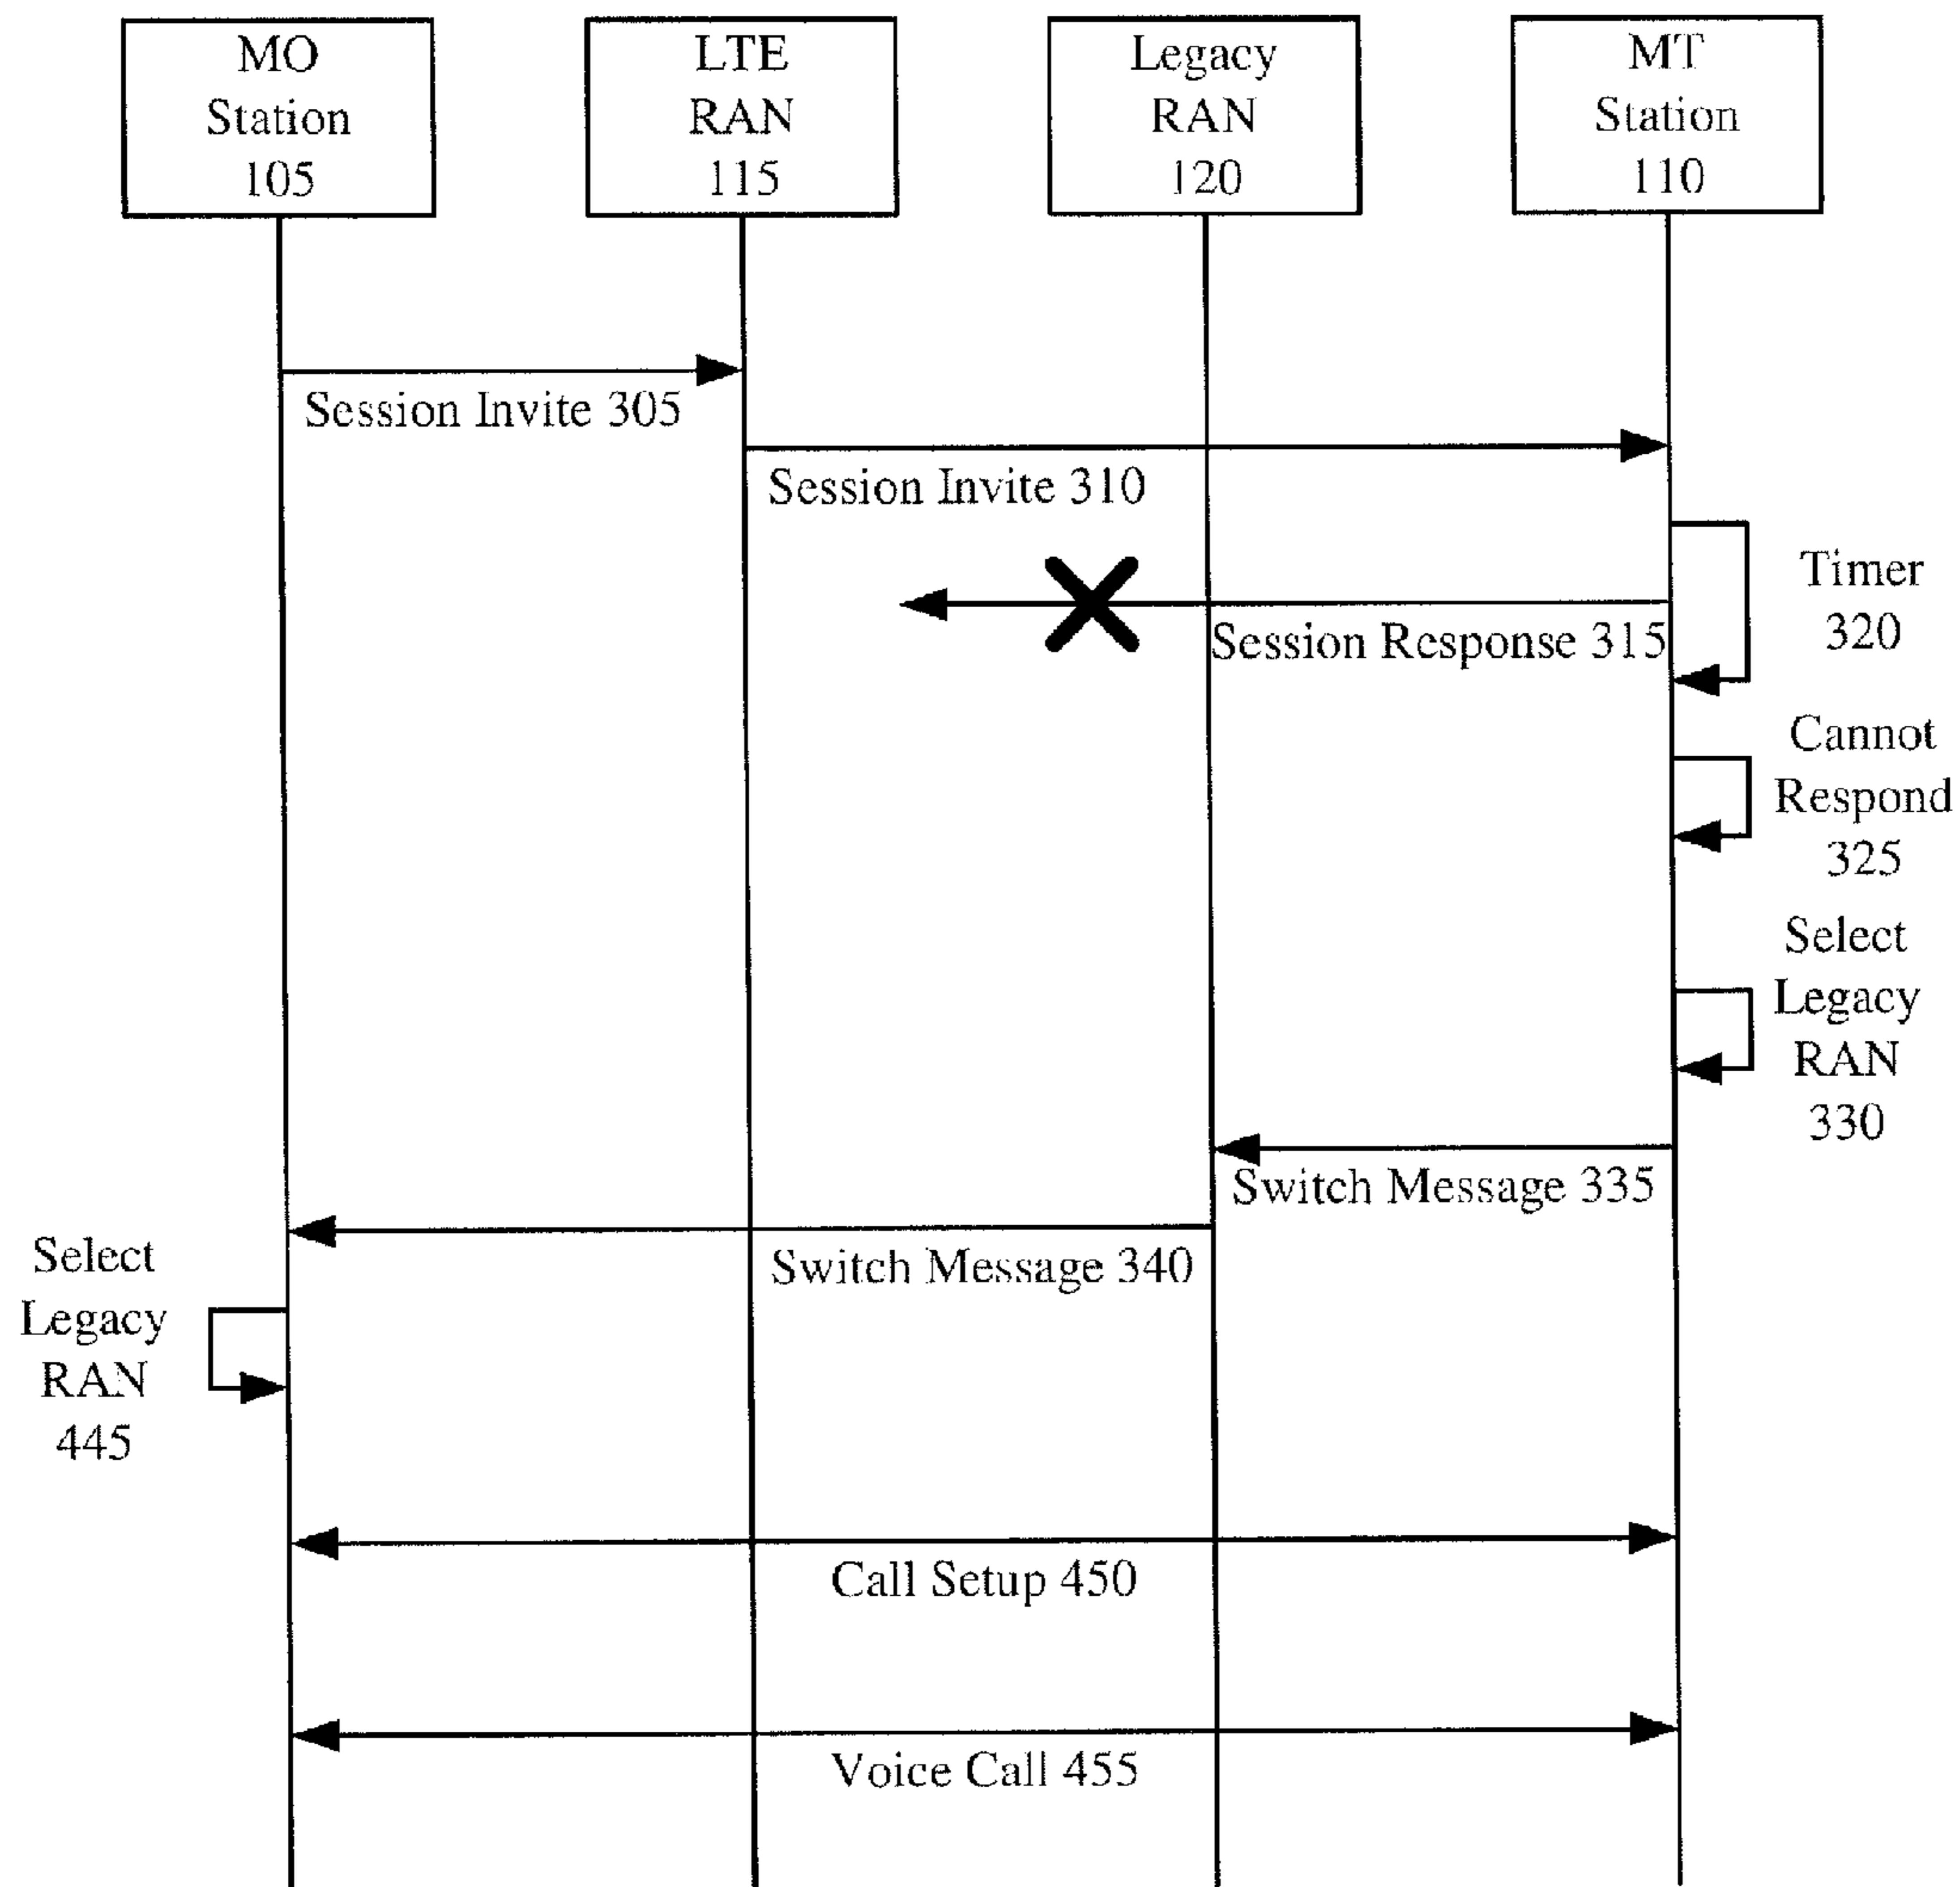 MO
Station
105
LTE
RAN
115
Legacy
RAN
120
MT
Station
110
Session Invite 305
Session Invite 310
Timer
320
Session Response 315
Cannot
Respond
325
Select
Legacy
RAN
330
Switch Message 335
Switch Message 340
Select
Legacy
RAN
445
Call Setup 450
Voice Call 455